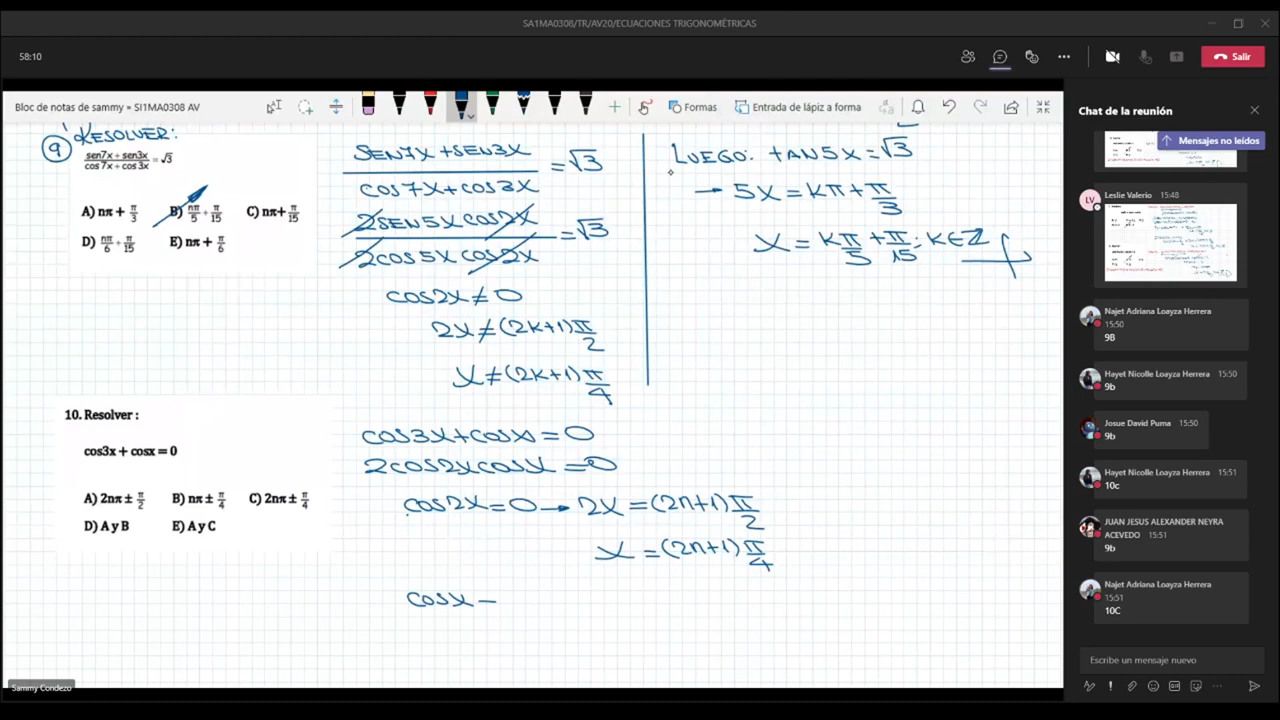 SA1MA0308/TR/AV20/ECUACIONES TRIGONOMÉTRICAS
58:10
Salir
Bloc de notas de sammy » SI1MA0308 AV
Formas
Entrada de lápiz a forma
9 RESOLVER:
sen7x + sen3x / cos 7x + cos 3x = √3
A) nπ + π/3 B) nπ/5 + π/15 C) nπ + π/15
D) nπ/6 + π/15 E) nπ + π/6
SEN7X + SEN3X / COS7X + COS3X = √3
2SEN5X COS2X / 2COS5X COS2X = √3
COS2X ≠ 0
2X ≠ (2K+1)π/2
X ≠ (2K+1)π/4
LUEGO: TAN5X = √3
→ 5X = Kπ + π/3
X = Kπ/5 + π/15; K∈Z
10. Resolver :
cos3x + cosx = 0
A) 2nπ ± π/2 B) nπ ± π/4 C) 2nπ ± π/4
D) A y B E) A y C
COS3X + COSX = 0
2COS2X COSX = 0
COS2X = 0 → 2X = (2n+1)π/2
X = (2n+1)π/4
COSX –
Sammy Condezo
Chat de la reunión
Mensajes no leídos
LV
Leslie Valerio 15:48
Najet Adriana Loayza Herrera
15:50
9B
Hayet Nicolle Loayza Herrera 15:50
9b
Josue David Puma 15:50
9b
Hayet Nicolle Loayza Herrera 15:51
10c
JUAN JESUS ALEXANDER NEYRA
ACEVEDO 15:51
9b
Najet Adriana Loayza Herrera
15:51
10C
Escribe un mensaje nuevo
GIF